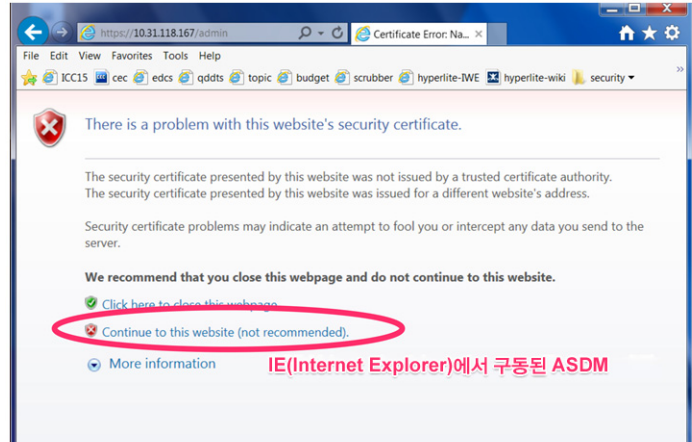 https://10.31.118.167/admin
Certificate Error: Na...
File Edit View Favorites Tools Help
ICC15 cec edcs qddts topic budget scrubber hyperlite-IWE hyperlite-wiki security
There is a problem with this website's security certificate.
The security certificate presented by this website was not issued by a trusted certificate authority.
The security certificate presented by this website was issued for a different website's address.
Security certificate problems may indicate an attempt to fool you or intercept any data you send to the
server.
We recommend that you close this webpage and do not continue to this website.
Click here to close this webpage.
Continue to this website (not recommended).
More information
IE(Internet Explorer)에서 구동된 ASDM